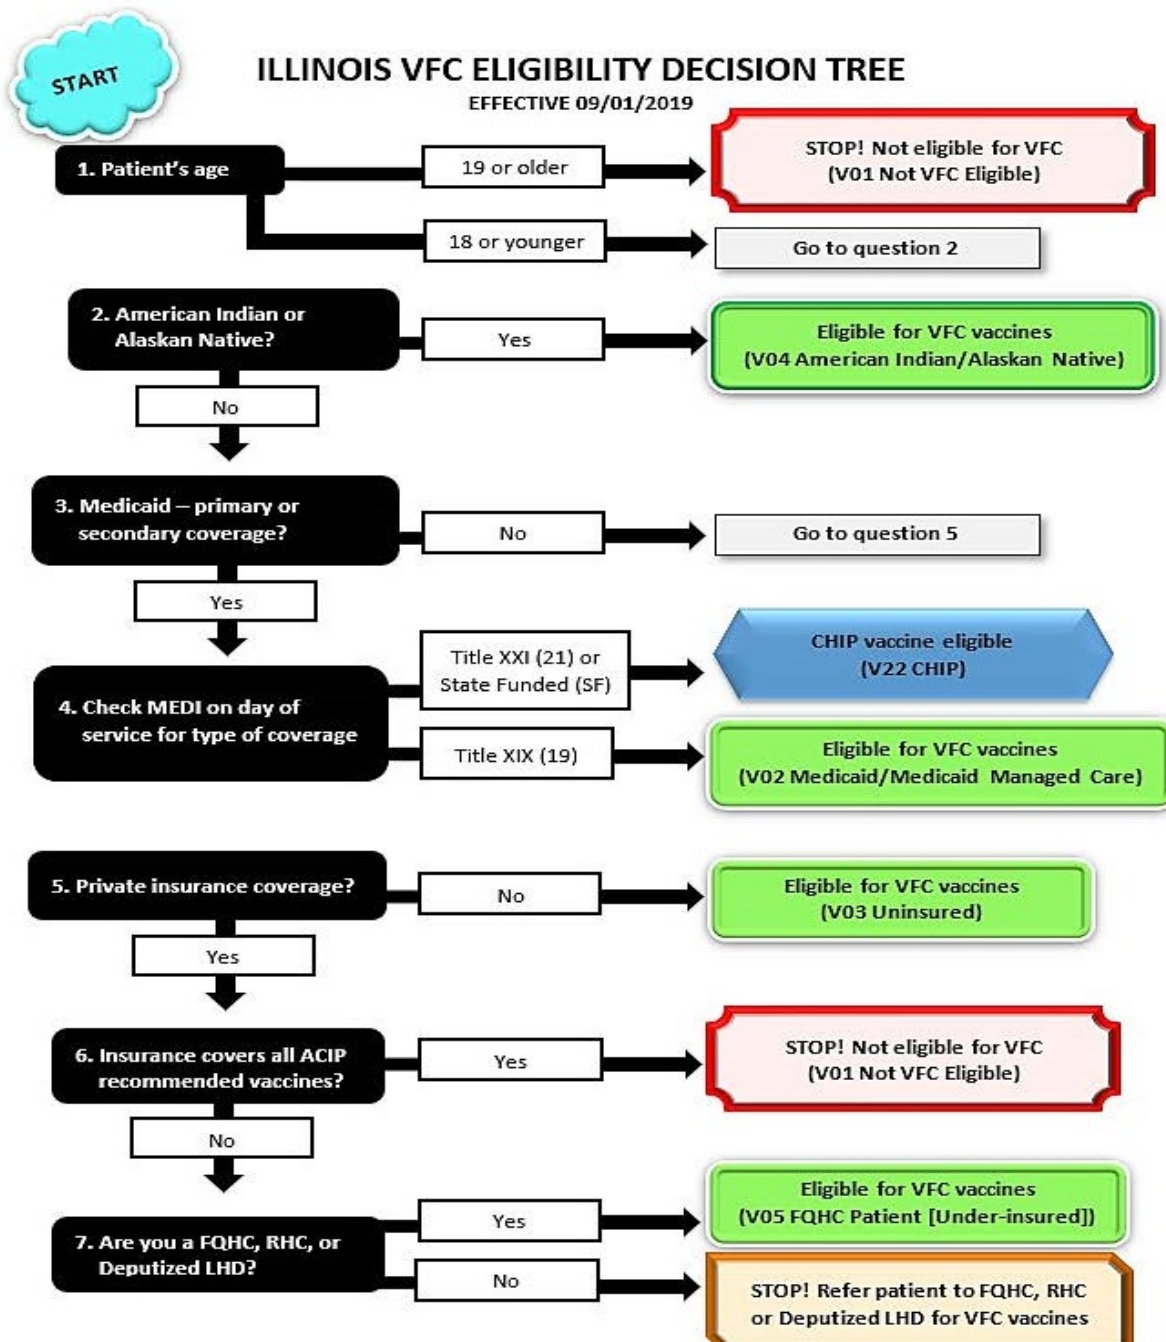 START
ILLINOIS VFC ELIGIBILITY DECISION TREE
EFFECTIVE 09/01/2019
1. Patient's age
19 or older
STOP! Not eligible for VFC
(V01 Not VFC Eligible)
18 or younger
Go to question 2
2. American Indian or
Alaskan Native?
Yes
Eligible for VFC vaccines
(V04 American Indian/Alaskan Native)
No
3. Medicaid – primary or
secondary coverage?
No
Go to question 5
Yes
4. Check MEDI on day of
service for type of coverage
Title XXI (21) or
State Funded (SF)
CHIP vaccine eligible
(V22 CHIP)
Title XIX (19)
Eligible for VFC vaccines
(V02 Medicaid/Medicaid Managed Care)
5. Private insurance coverage?
No
Eligible for VFC vaccines
(V03 Uninsured)
Yes
6. Insurance covers all ACIP
recommended vaccines?
Yes
STOP! Not eligible for VFC
(V01 Not VFC Eligible)
No
7. Are you a FQHC, RHC, or
Deputized LHD?
Yes
Eligible for VFC vaccines
(V05 FQHC Patient [Under-insured])
No
STOP! Refer patient to FQHC, RHC
or Deputized LHD for VFC vaccines